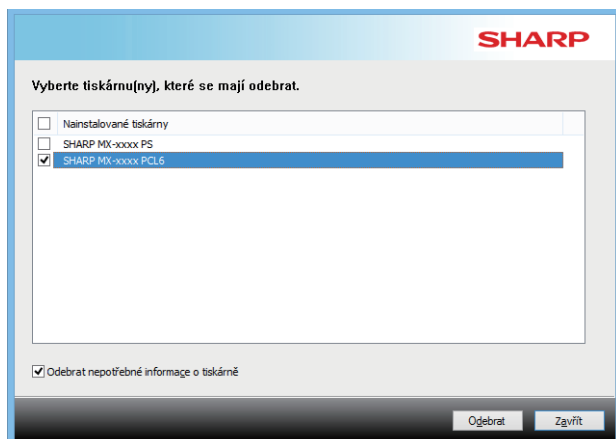 SHARP
Vyberte tiskárnu(ny), které se mají odebrat.
Nainstalované tiskárny
SHARP MX-xxxx PS
SHARP MX-xxxx PCL6
Odebrat nepotřebné informace o tiskárně
Odebrat
Zavřít